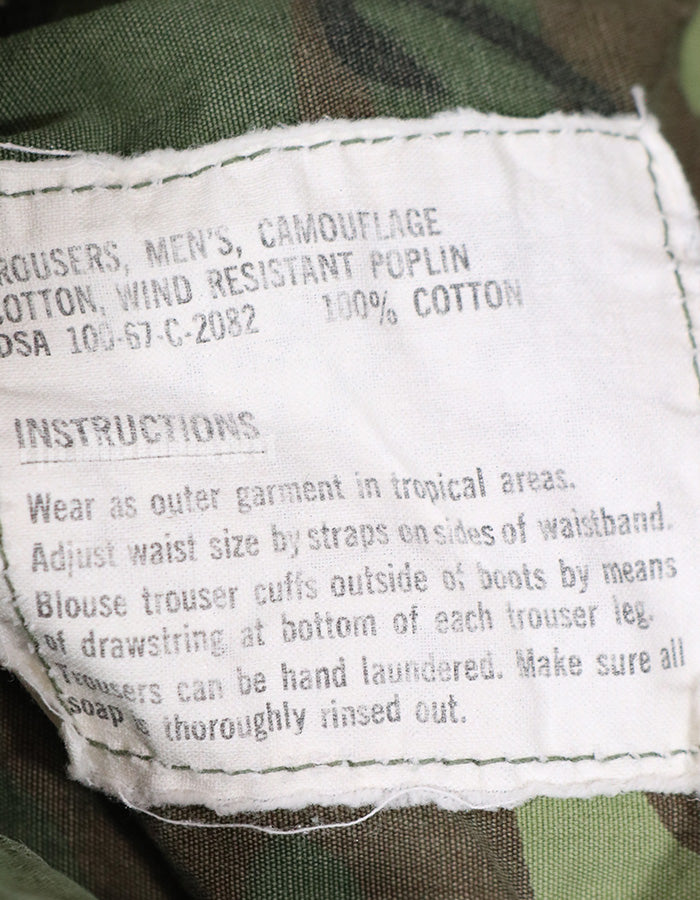 ROUSERS, MEN'S, CAMOUFLAGE
COTTON, WIND RESISTANT POPLIN
DSA 100-67-C-2082 100% COTTON
INSTRUCTIONS
Wear as outer garment in tropical areas.
Adjust waist size by straps on sides of waistband.
Blouse trouser cuffs outside of boots by means
of drawstring at bottom of each trouser leg.
Trousers can be hand laundered. Make sure all
soap is thoroughly rinsed out.